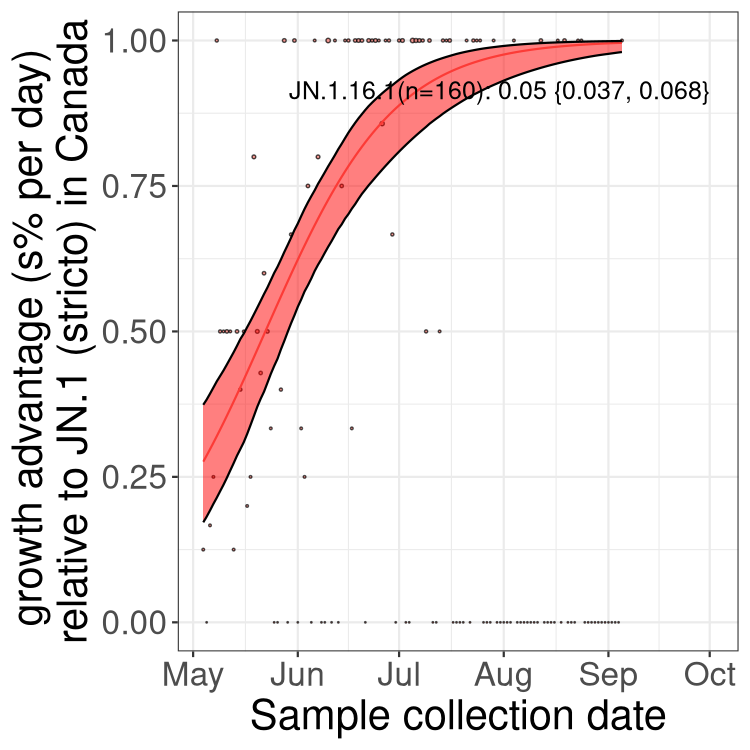 growth advantage (s% per day)
relative to JN.1 (stricto) in Canada
1.00
0.75
0.50
0.25
0.00
JN.1.16.1(n=160): 0.05 {0.037, 0.068}
May Jun Jul Aug Sep Oct
Sample collection date